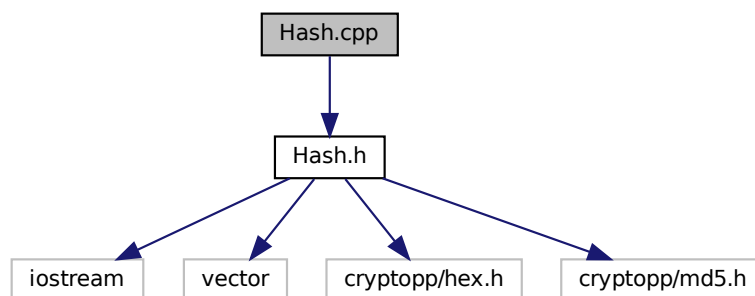 Hash.cpp
Hash.h
iostream
vector
cryptopp/hex.h
cryptopp/md5.h